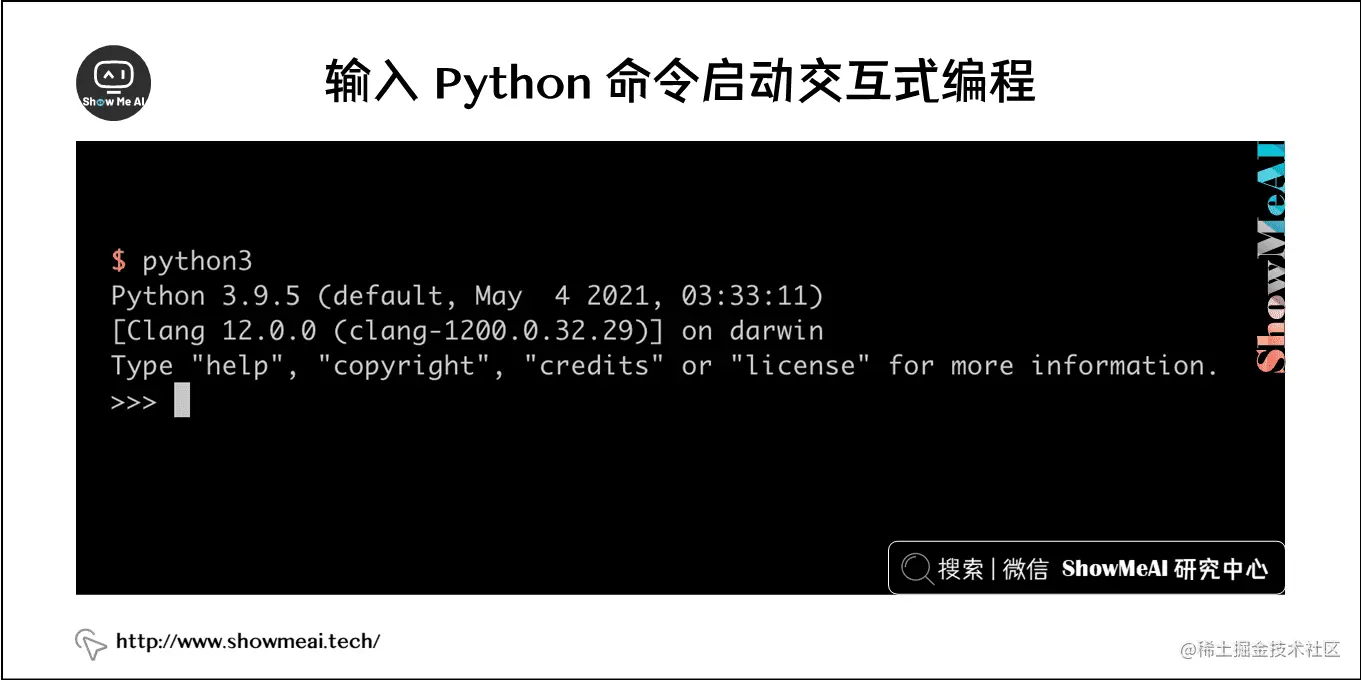 Show Me AI
输入 Python 命令启动交互式编程
$ python3
Python 3.9.5 (default, May  4 2021, 03:33:11)
[Clang 12.0.0 (clang-1200.0.32.29)] on darwin
Type "help", "copyright", "credits" or "license" for more information.
>>>
ShowMeAI
搜索 | 微信 ShowMeAI 研究中心
http://www.showmeai.tech/
@稀土掘金技术社区